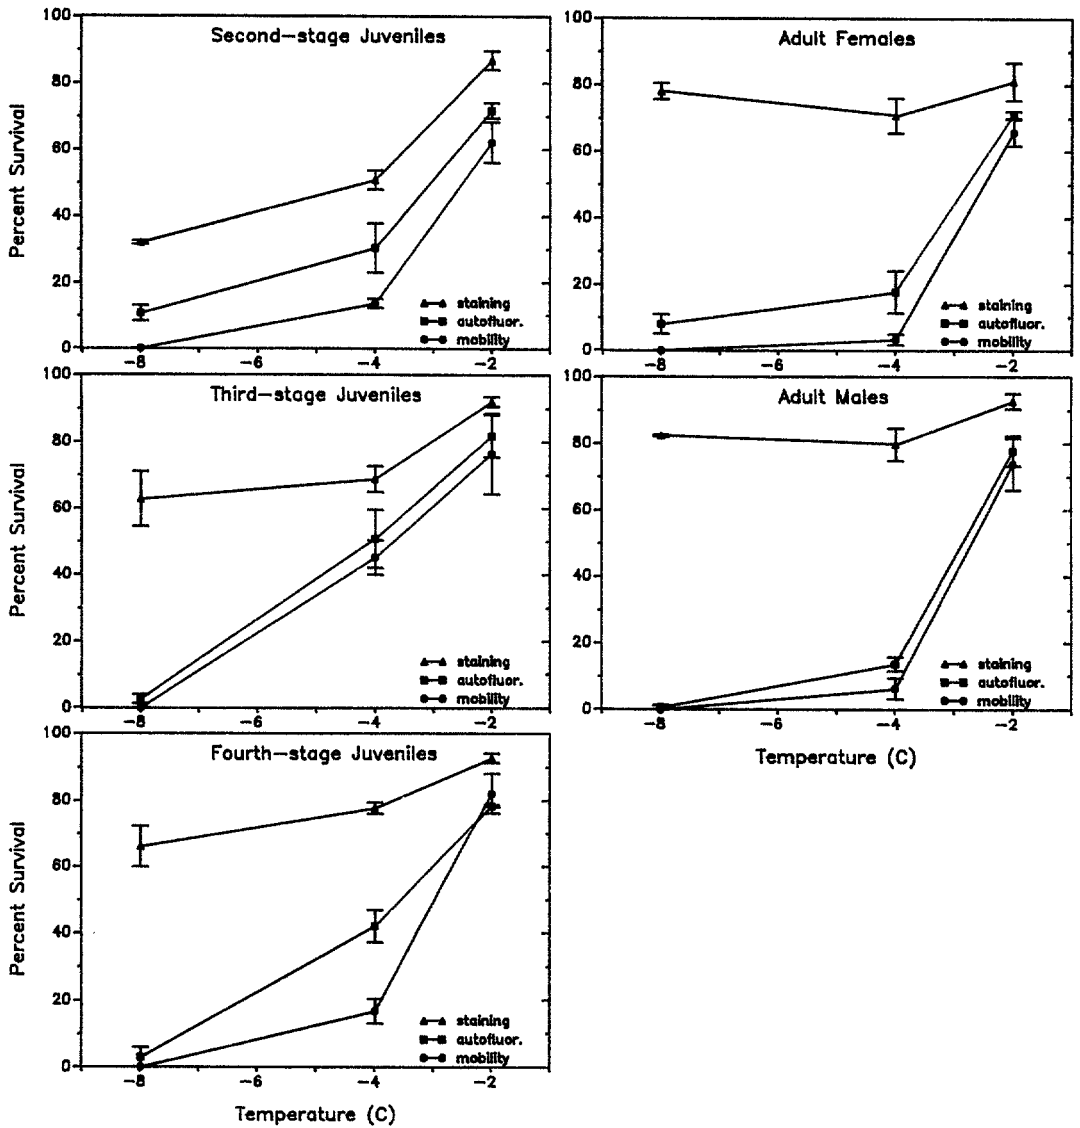 Second-stage Juveniles
Percent Survival
100
80
60
40
20
0
-8
-6
-4
-2
staining
autofluor.
mobility
Adult Females
100
80
60
40
20
0
-8
-6
-4
-2
staining
autofluor.
mobility
Third-stage Juveniles
Percent Survival
100
80
60
40
20
0
-8
-6
-4
-2
staining
autofluor.
mobility
Adult Males
100
80
60
40
20
0
-8
-6
-4
-2
staining
autofluor.
mobility
Temperature (C)
Fourth-stage Juveniles
Percent Survival
100
80
60
40
20
0
-8
-6
-4
-2
staining
autofluor.
mobility
Temperature (C)